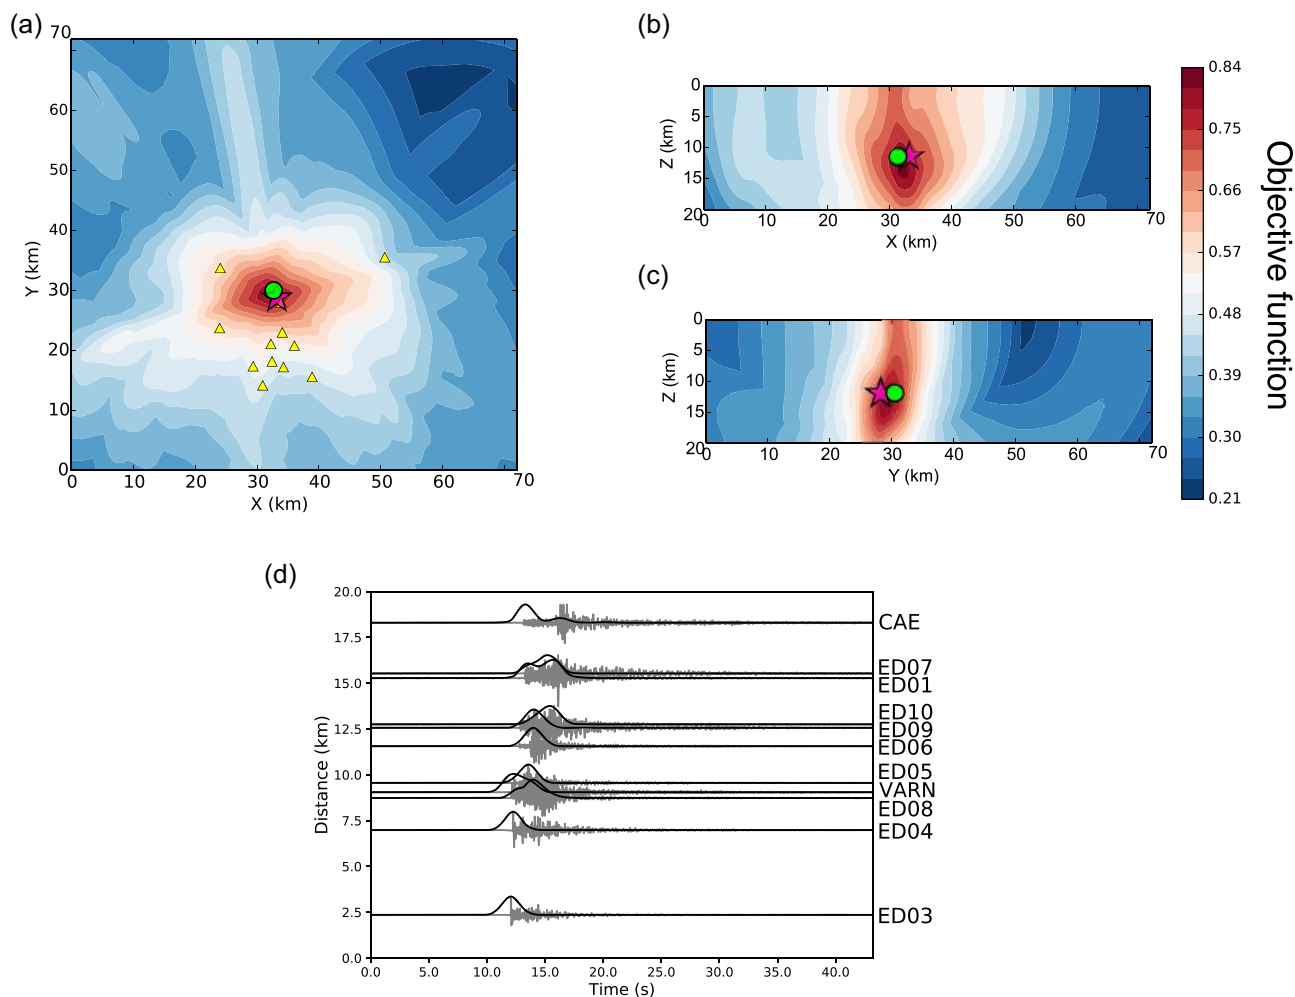 (a)
70
60
50
40
30
20
10
0
Y (km)
0 10 20 30 40 50 70
X (km)
(b)
0
5
10
15
20
Z (km)
0 10 20 30 40 50 60 70
X (km)
(c)
0
5
10
15
20
Z (km)
0 10 20 30 40 50 60 70
Y (km)
0.84
0.75
0.66
0.57
0.48
0.39
0.30
0.21
Objective function
(d)
20.0
17.5
15.0
12.5
10.0
7.5
5.0
2.5
0.0
Distance (km)
CAE
ED07
ED01
ED10
ED09
ED06
ED05
VARN
ED08
ED04
ED03
0.0 5.0 10.0 15.0 20.0 25.0 30.0 35.0 40.0
Time (s)